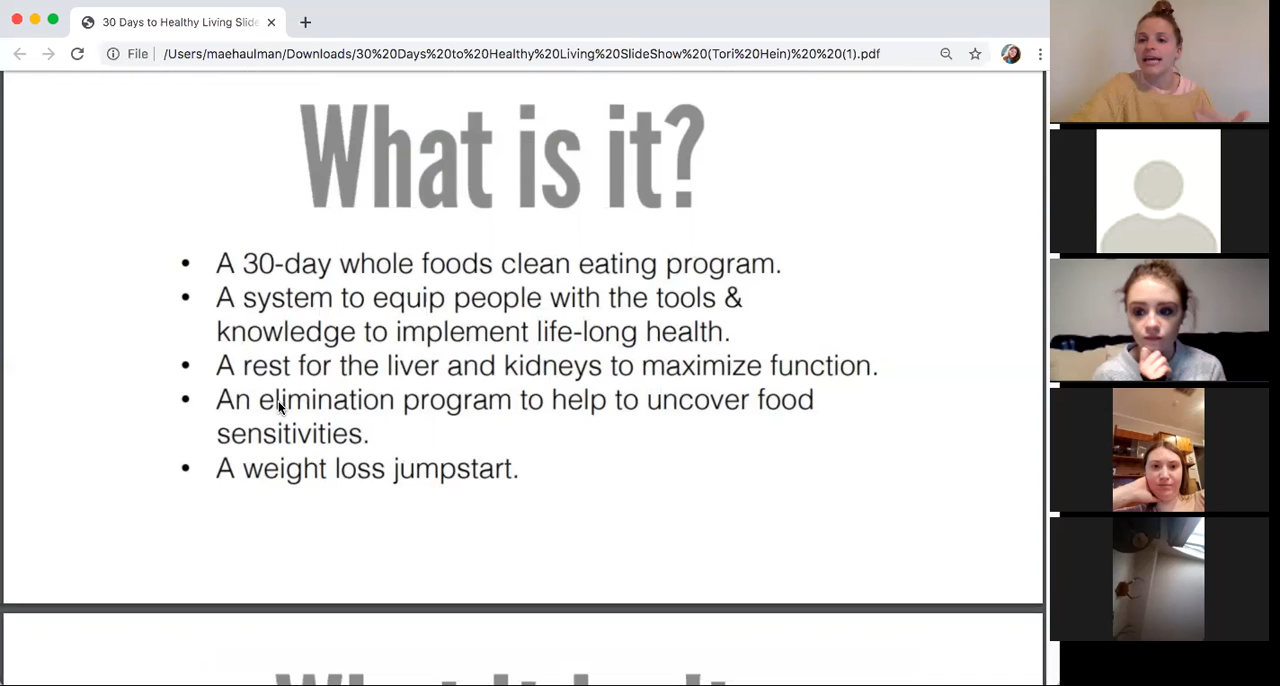 30 Days to Healthy Living Slide
File
/Users/maehaulman/Downloads/30%20Days%20to%20Healthy%20Living%20SlideShow%20(Tori%20Hein)%20%20(1).pdf
What is it?
• A 30-day whole foods clean eating program.
• A system to equip people with the tools &
knowledge to implement life-long health.
• A rest for the liver and kidneys to maximize function.
• An elimination program to help to uncover food
sensitivities.
• A weight loss jumpstart.